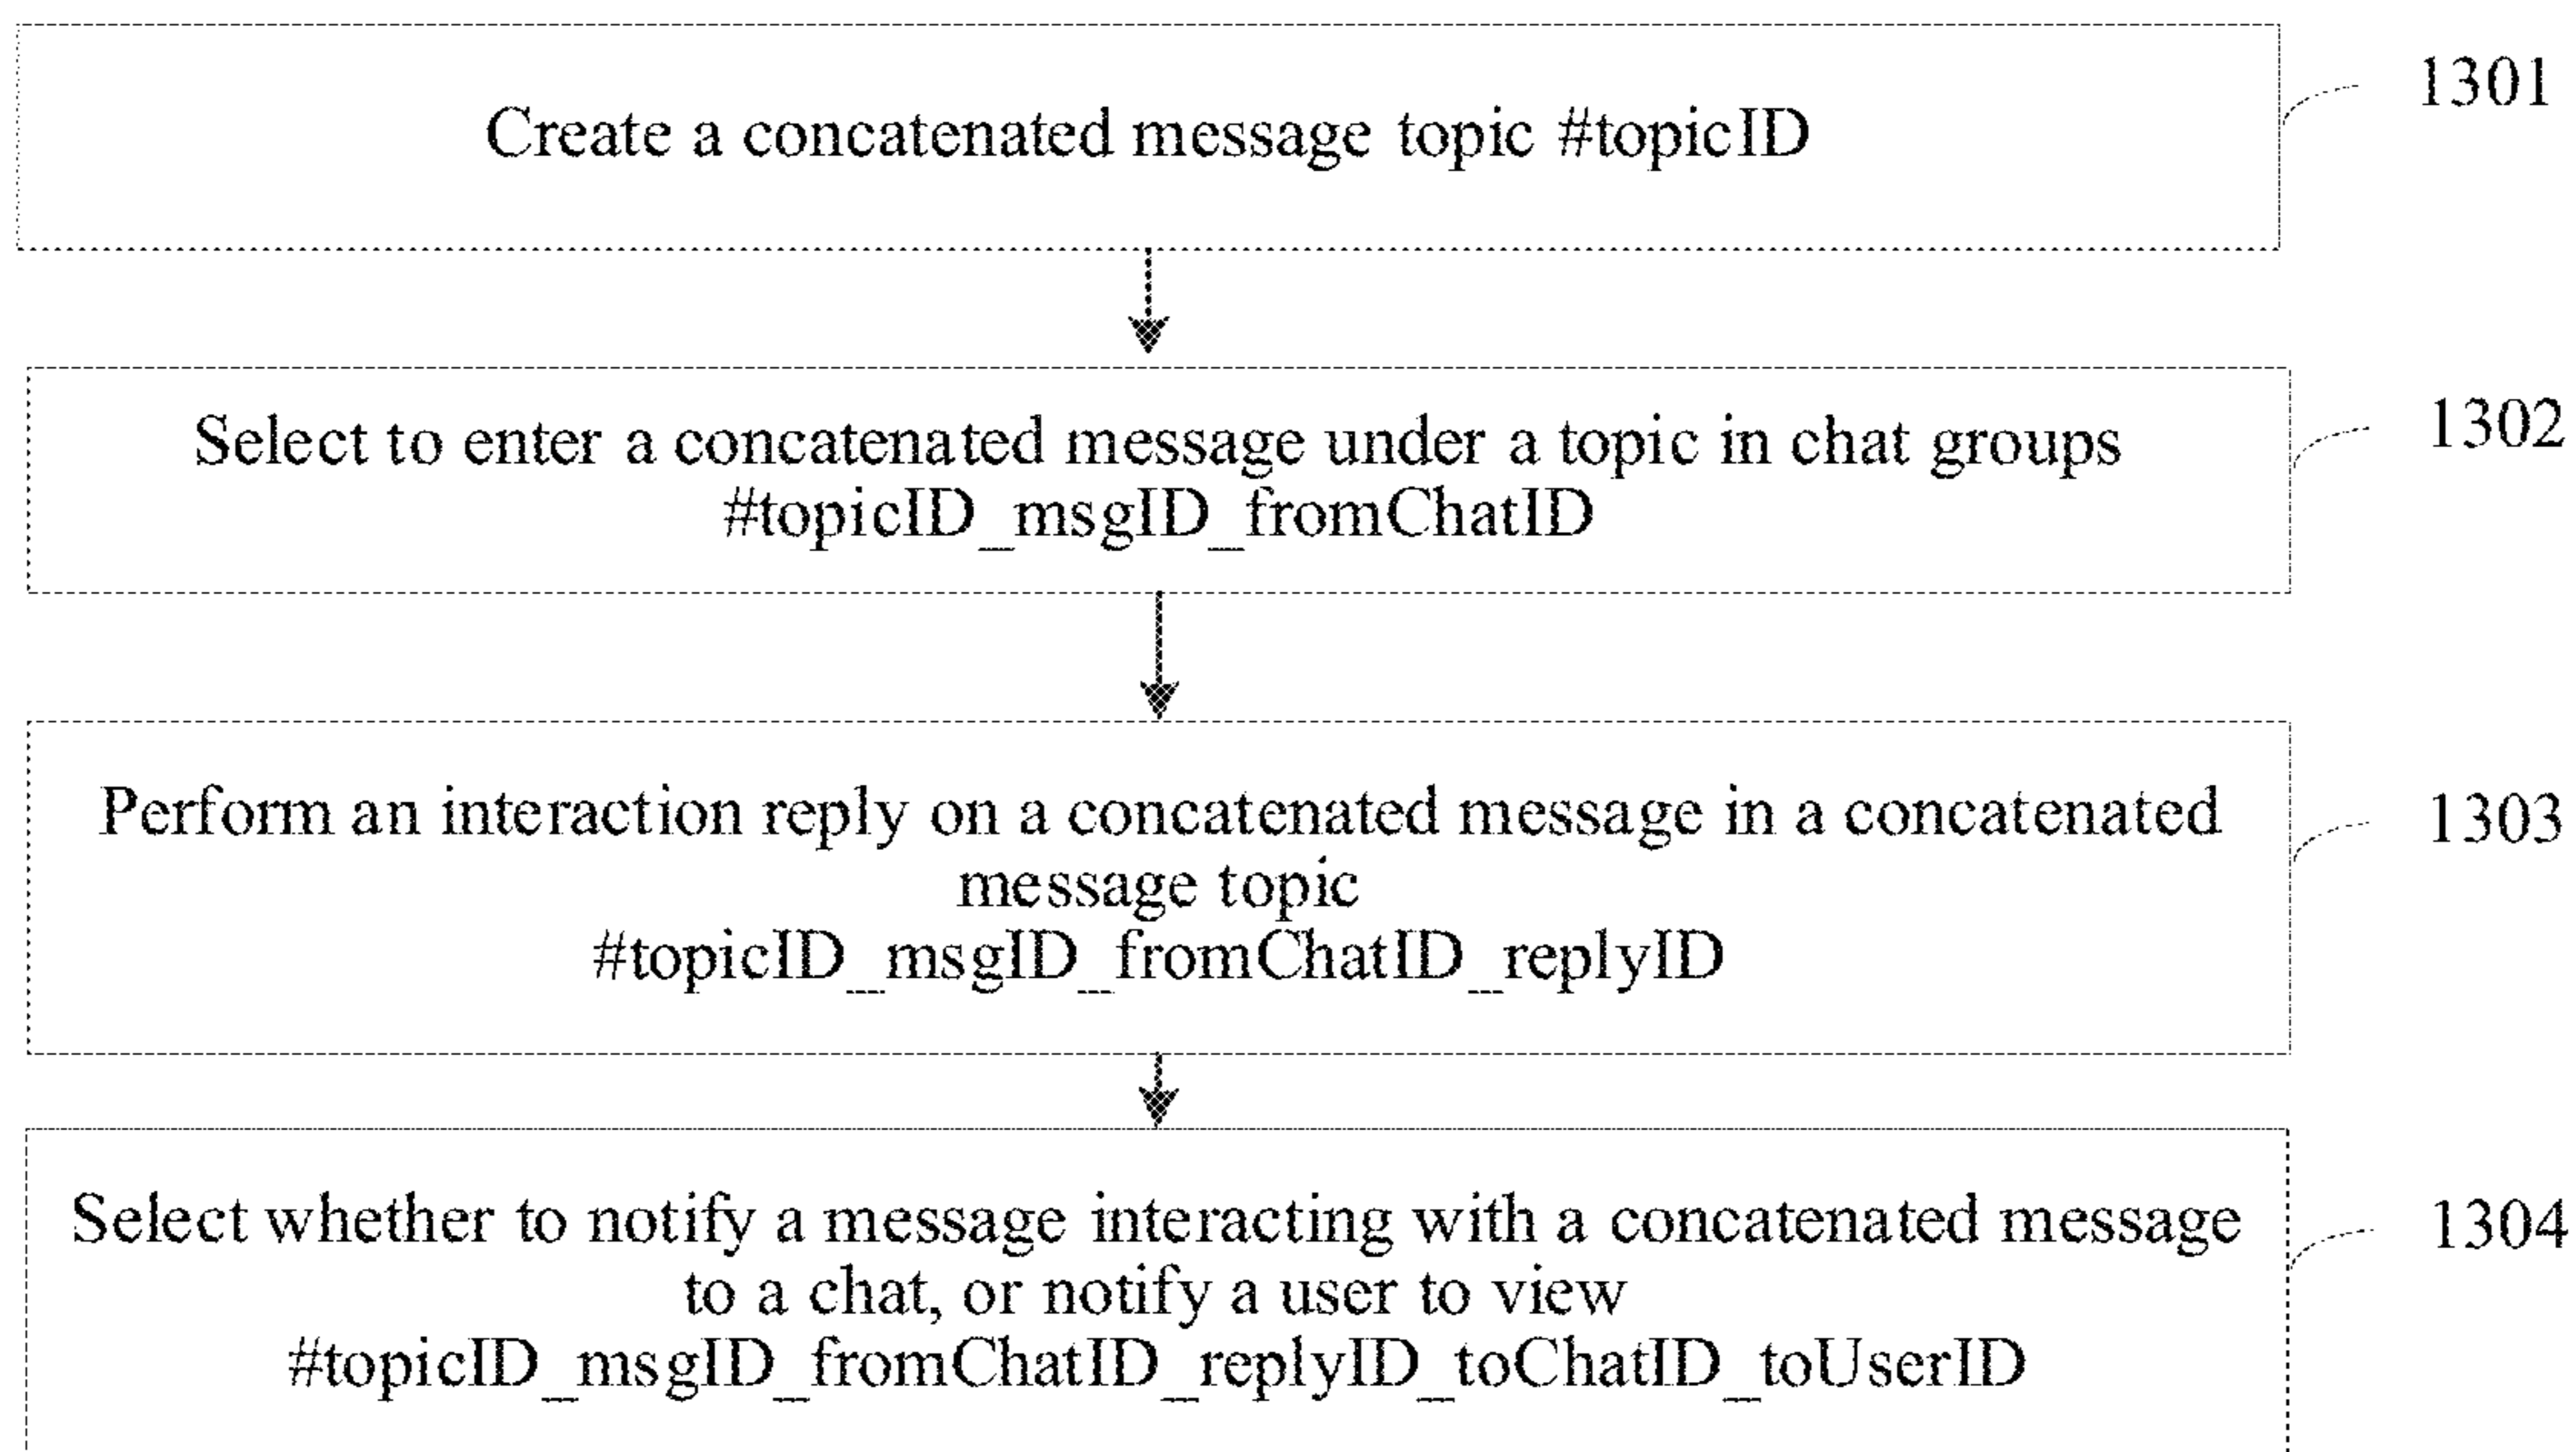 Create a concatenated message topic #topicID
1301
Select to enter a concatenated message under a topic in chat groups
#topicID_msgID_fromChatID
1302
Perform an interaction reply on a concatenated message in a concatenated
message topic
#topicID_msgID_fromChatID_replyID
1303
Select whether to notify a message interacting with a concatenated message
to a chat, or notify a user to view
#topicID_msgID_fromChatID_replyID_toChatID_toUserID
1304